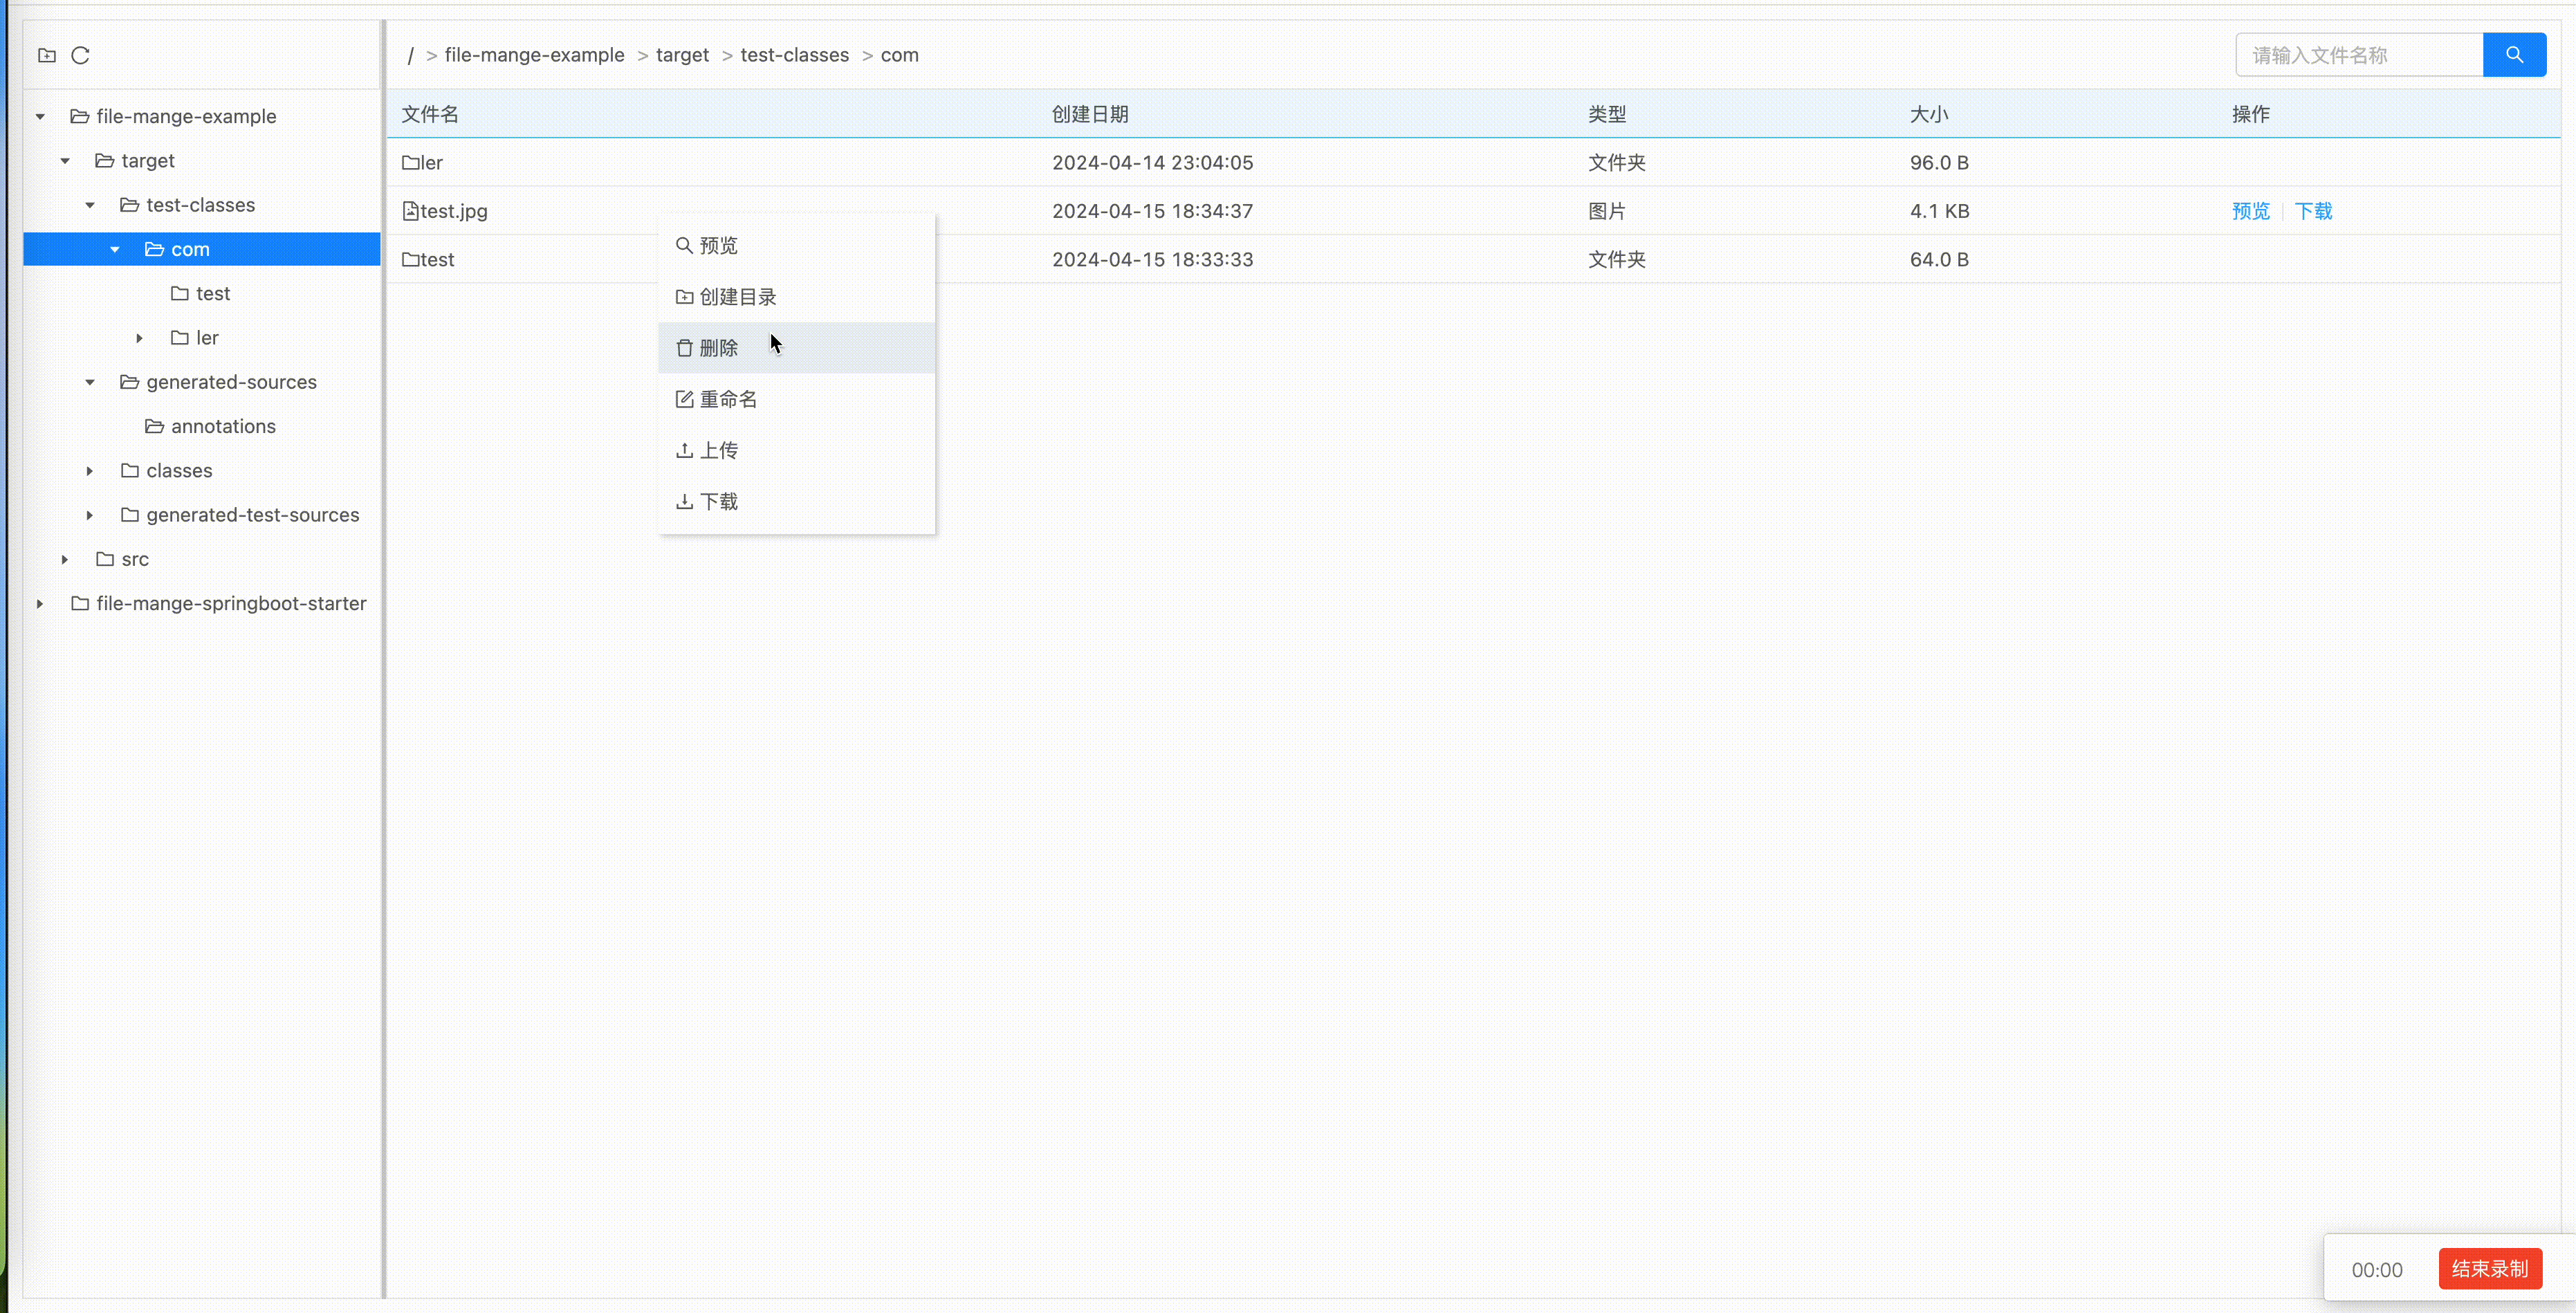 / > file-mange-example > target > test-classes > com
请输入文件名称
file-mange-example
target
test-classes
com
test
ler
generated-sources
annotations
classes
generated-test-sources
src
file-mange-springboot-starter
文件名 创建日期 类型 大小 操作
ler 2024-04-14 23:04:05 文件夹 96.0 B
test.jpg 2024-04-15 18:34:37 图片 4.1 KB 预览 下载
test 2024-04-15 18:33:33 文件夹 64.0 B
预览
创建目录
删除
重命名
上传
下载
00:00 结束录制